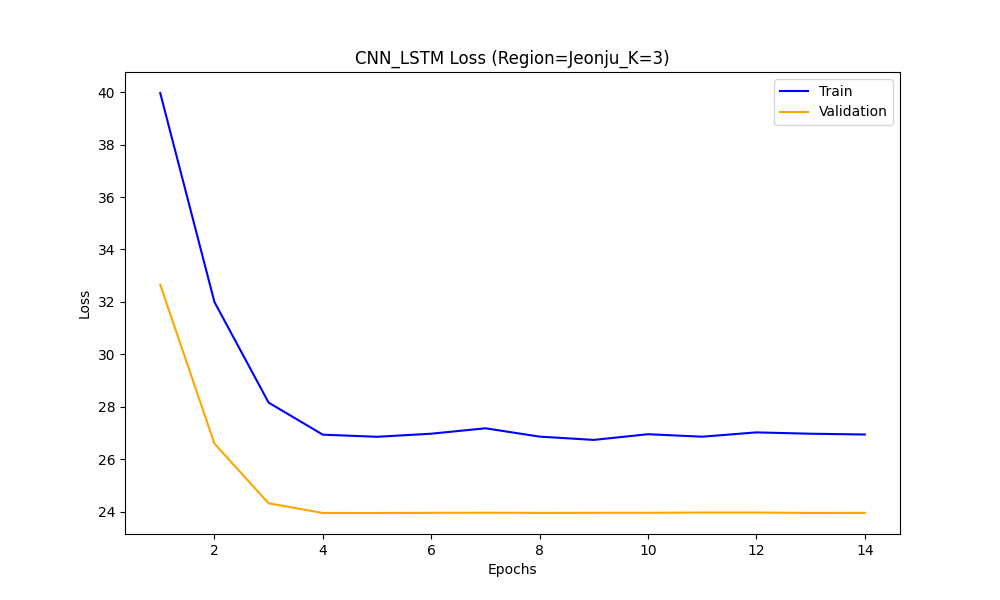 CNN_LSTM Loss (Region=Jeonju_K=3)
Train
Validation
40
38
36
34
32
30
28
26
24
Loss
2 4 6 8 10 12 14
Epochs